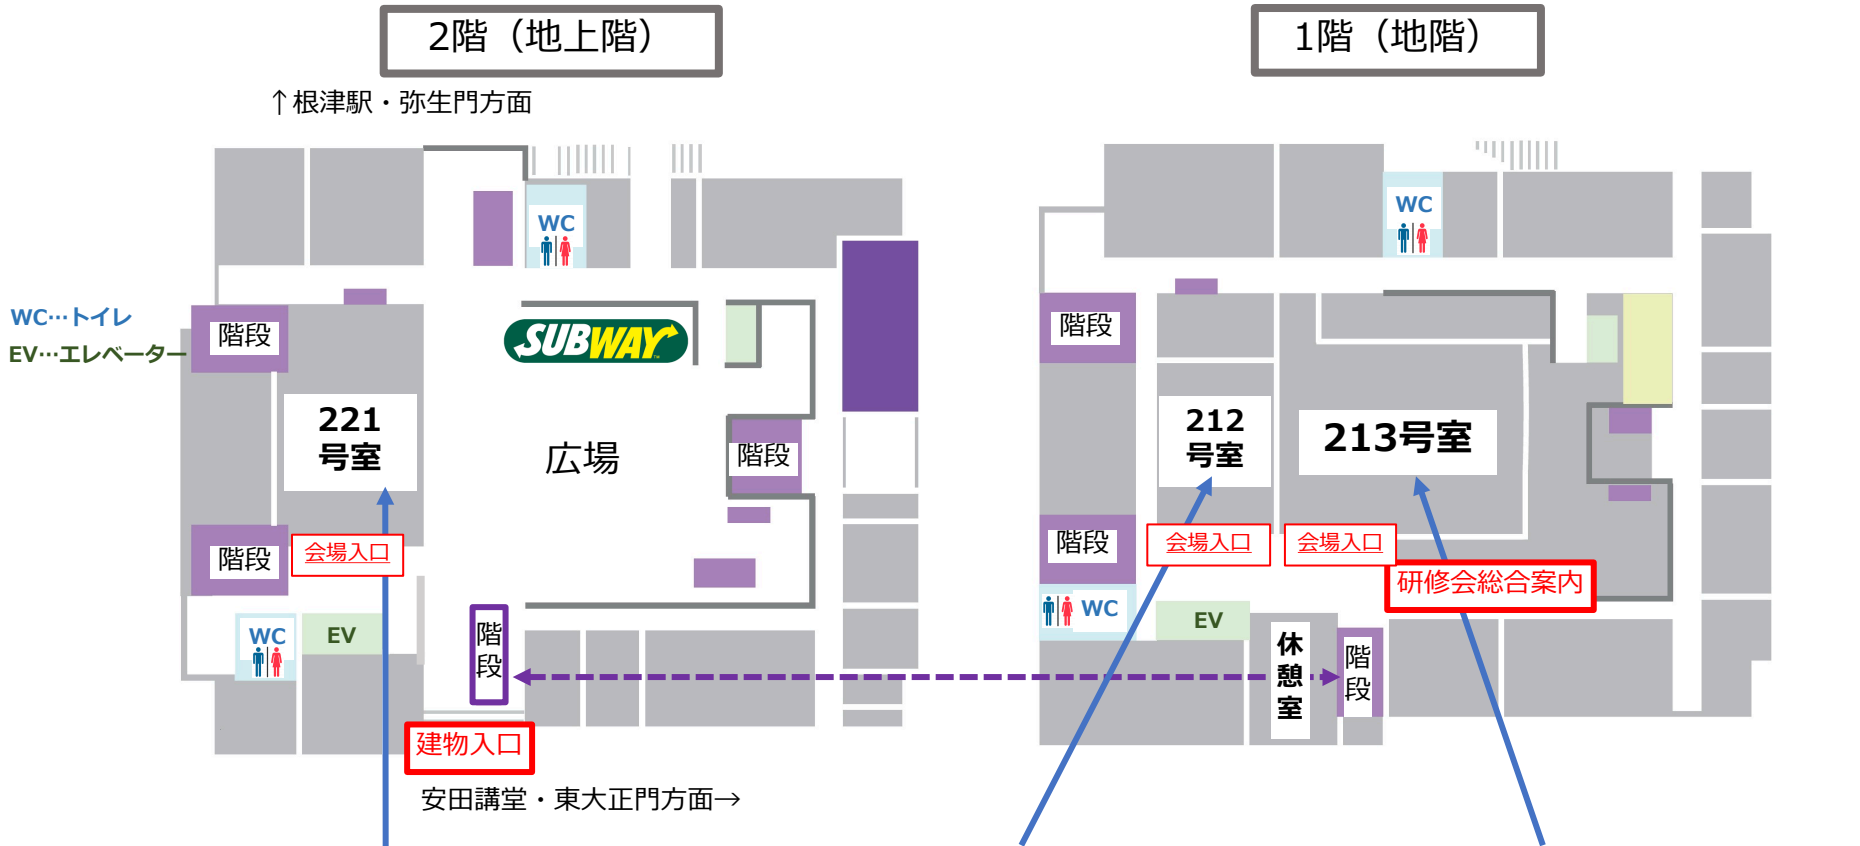 2階（地上階）
1階（地階）
↑根津駅・弥生門方面
WC
WC
WC…トイレ
EV…エレベーター
階段
SUBWAY
階段
221
号室
広場
階段
212
号室
213号室
階段
会場入口
階段
会場入口
会場入口
研修会総合案内
WC
EV
階
段
WC
EV
休
憩
室
階
段
建物入口
安田講堂・東大正門方面→